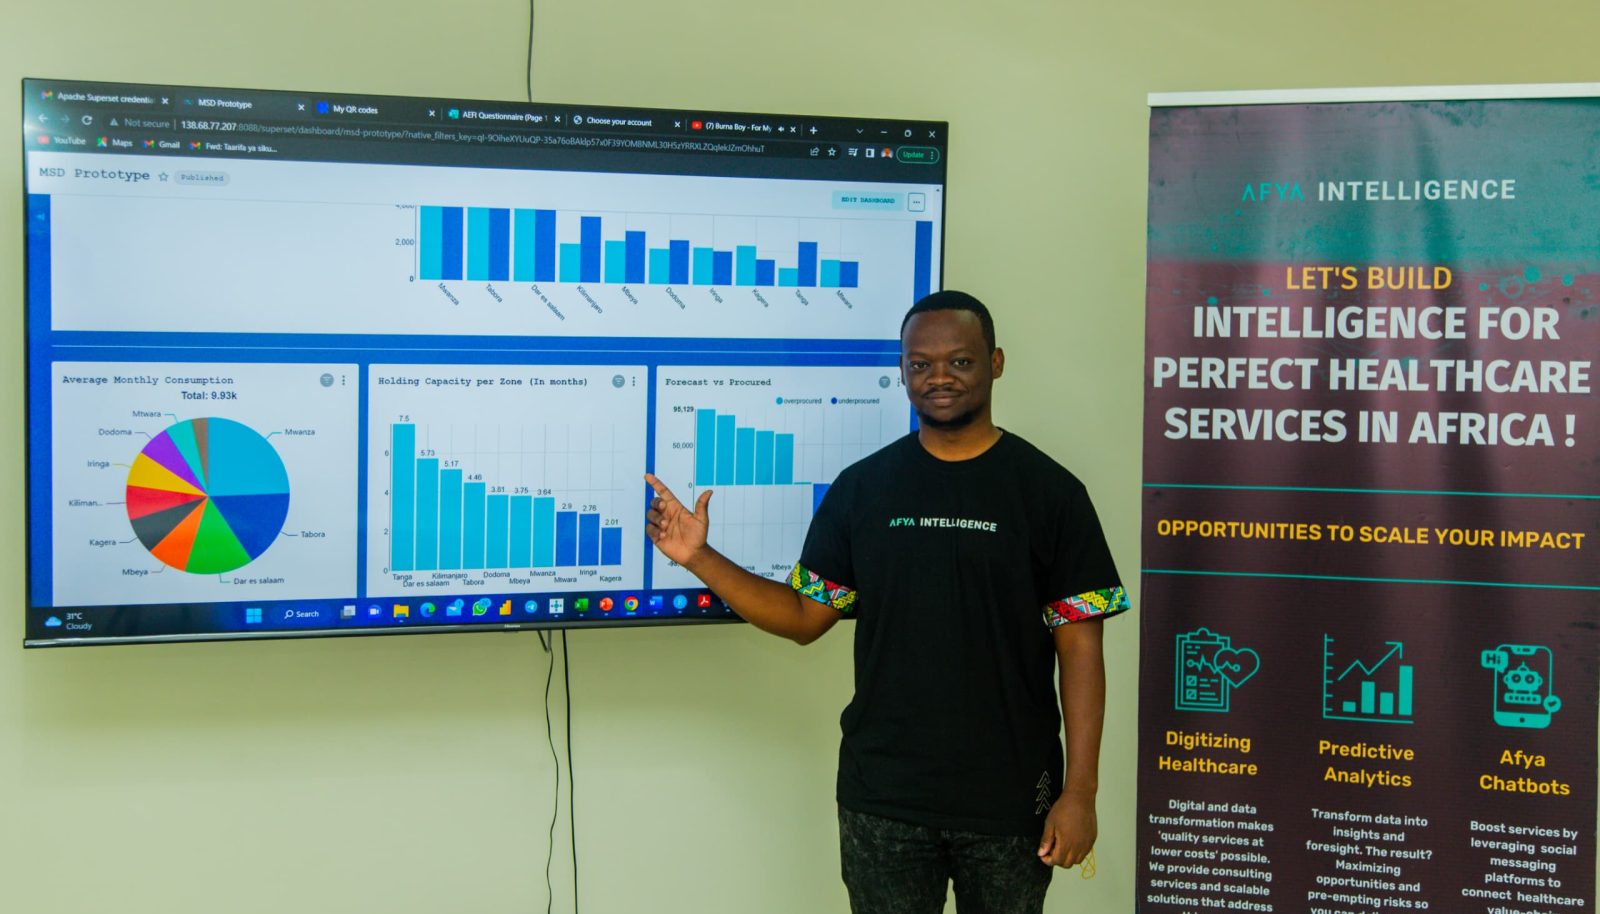 Apache Superset credentia
MSD Prototype
My QR codes
AEFI Questionnaire (Page 1
Choose your account
(7) Burna Boy - For My
Not secure
138.68.77.207:8088/superset/dashboard/msd-prototype/?native_filters_key=
YouTube
Maps
Gmail
Fwd: Taarifa ya siku...
Update
MSD Prototype
Published
EDIT DASHBOARD
4,000
2,000
0
Mwanza
Tabora
Dar es salaam
Kilimanjaro
Mbeya
Dodoma
Iringa
Kagera
Tanga
Mtwara
Average Monthly Consumption
Total: 9.93k
Mtwara
Mwanza
Dodoma
Iringa
Kiliman...
Kagera
Tabora
Mbeya
Dar es salaam
Holding Capacity per Zone (In months)
7.5
5.73
5.17
4.46
3.81
3.75
3.64
2.9
2.76
2.01
6
4
2
0
Tanga
Kilimanjaro
Dodoma
Mwanza
Iringa
Dar es salaam
Tabora
Mbeya
Mtwara
Kagera
Forecast vs Procured
overprocured
underprocured
95,129
50,000
0
Mbeya
31°C
Cloudy
Search
Hisense
AFYA INTELLIGENCE
AFYA INTELLIGENCE
LET'S BUILD
INTELLIGENCE FOR
PERFECT HEALTHCARE
SERVICES IN AFRICA !
OPPORTUNITIES TO SCALE YOUR IMPACT
Hi
Digitizing
Healthcare
Digital and data
transformation makes
'quality services at
lower costs' possible.
We provide consulting
services and scalable
solutions that address
Predictive
Analytics
Transform data into
insights and
foresight. The result?
Maximizing
opportunities and
pre-empting risks so
you can
Afya
Chatbots
Boost services by
leveraging social
messaging
platforms to
connect healthcare